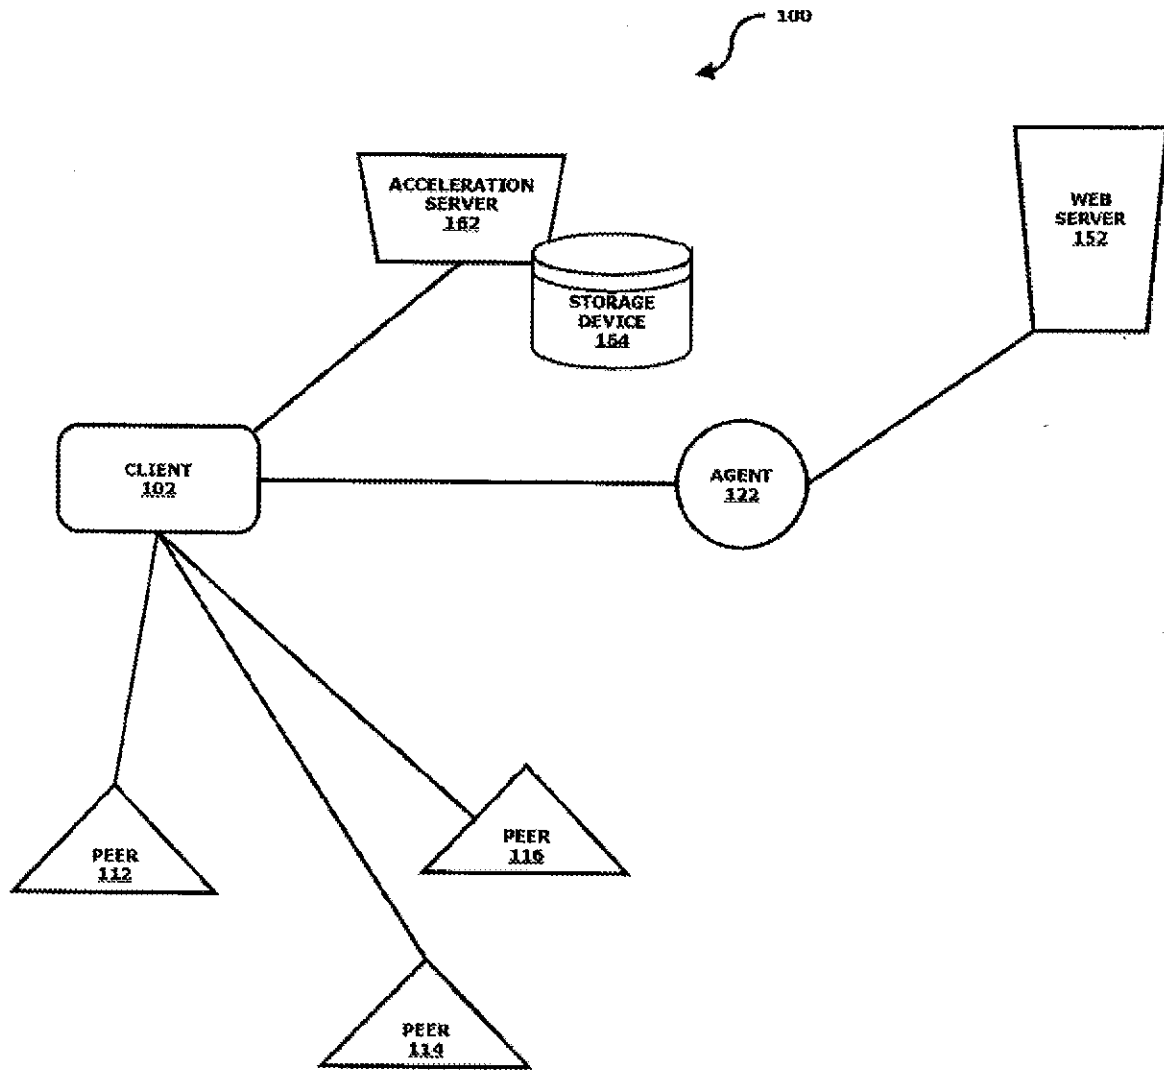 100
ACCELERATION
SERVER
162
WEB
SERVER
152
STORAGE
DEVICE
164
CLIENT
102
AGENT
122
PEER
116
PEER
112
PEER
114